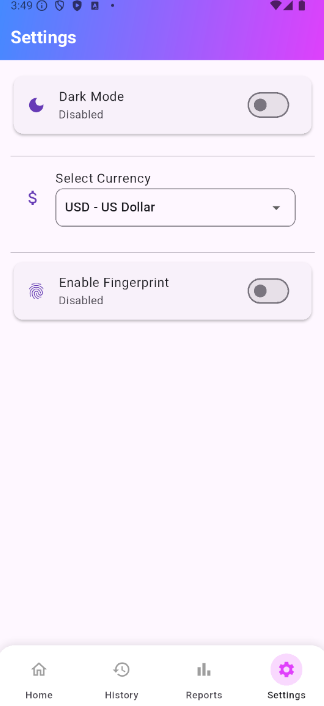 3:49
Settings
Dark Mode
Disabled
Select Currency
USD - US Dollar
Enable Fingerprint
Disabled
Home
History
Reports
Settings